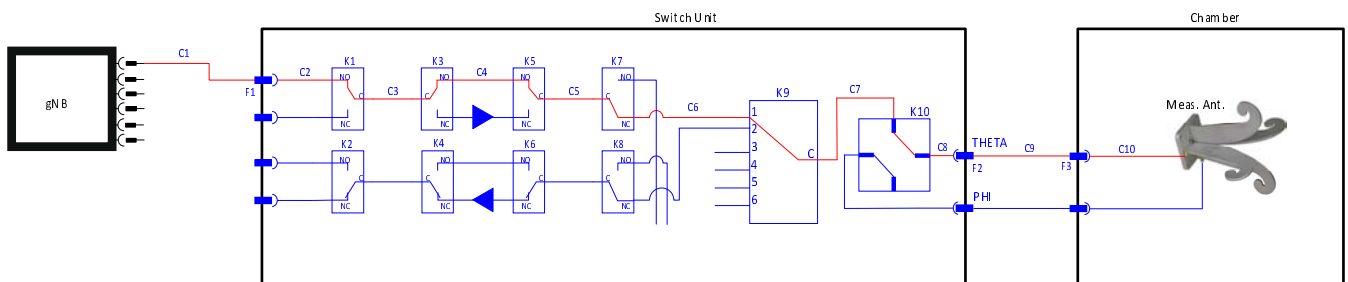 Switch Unit
Chamber
C1
gNB
F1
C2
K1
NO
C
NC
C3
K3
NO
C
NC
C4
K5
NO
C
NC
C5
K7
NO
C
NC
C6
K9
1
2
3
4
5
6
C
C7
K10
C8
THETA
F2
PHI
C9
F3
C10
Meas. Ant.
K2
NO
C
NC
K4
NO
C
NC
K6
NO
C
NC
K8
NO
C
NC